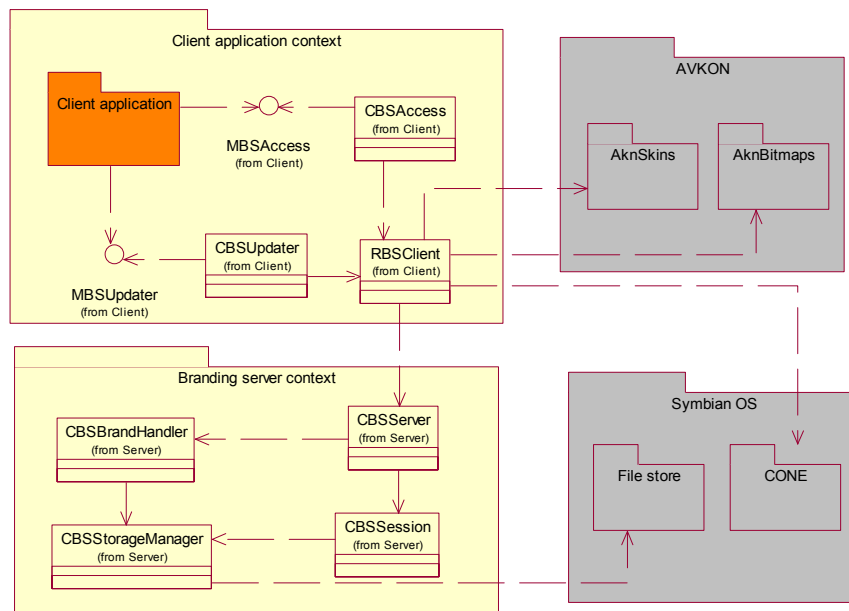 Client application context
Client application
CBSAccess
(from Client)
MBSAccess
(from Client)
CBSUpdater
(from Client)
RBSClient
(from Client)
MBSUpdater
(from Client)
AVKON
AknSkins
AknBitmaps
Branding server context
CBSBrandHandler
(from Server)
CBSServer
(from Server)
CBSStorageManager
(from Server)
CBSSession
(from Server)
Symbian OS
File store
CONE